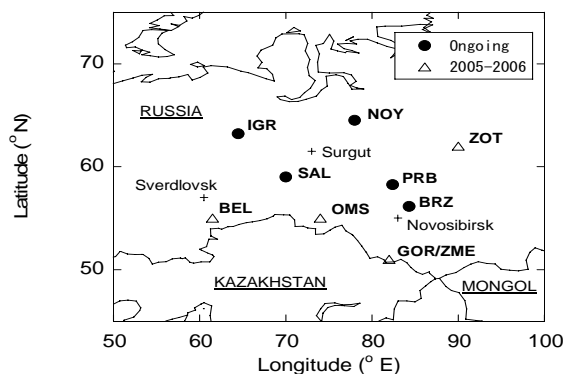 75
Ongoing
2005-2006
RUSSIA
IGR
NOY
ZOT
Surgut
SAL
PRB
BRZ
Sverdlovsk
BEL
OMS
Novosibirsk
GOR/ZME
KAZAKHSTAN
MONGOL
70
60
50
50 60 70 80 90 100
Latitude (°N)
Longitude (° E)